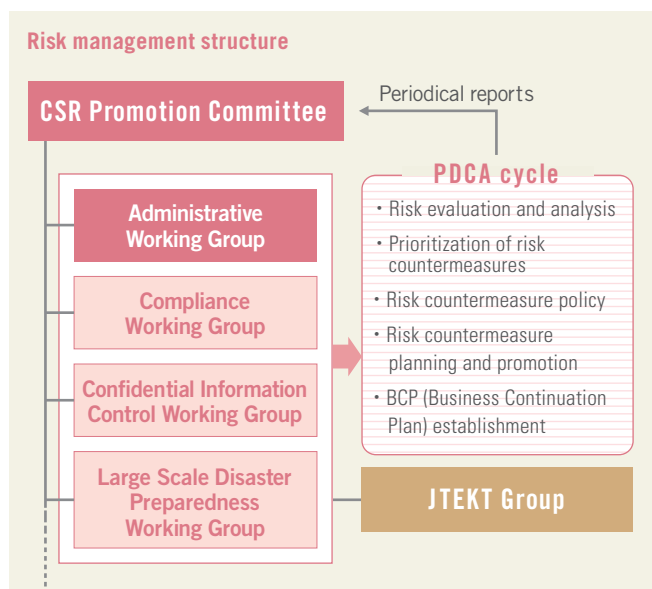 Risk management structure
CSR Promotion Committee
Periodical reports
Administrative
Working Group
Compliance
Working Group
Confidential Information
Control Working Group
Large Scale Disaster
Preparedness
Working Group
PDCA cycle
・Risk evaluation and analysis
・Prioritization of risk
countermeasures
・Risk countermeasure policy
・Risk countermeasure
planning and promotion
・BCP (Business Continuation
Plan) establishment
JTEKT Group